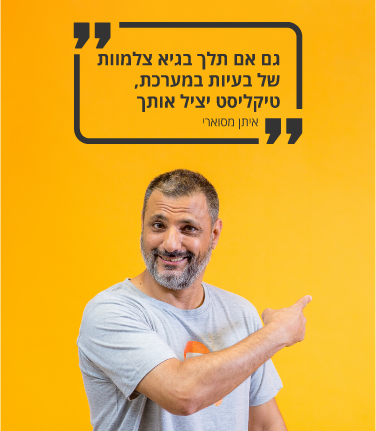 גם אם תלך בגיא צלמוות
של בעיות במערכת,
טיקליסט יציל אותך
איתן מסוארי